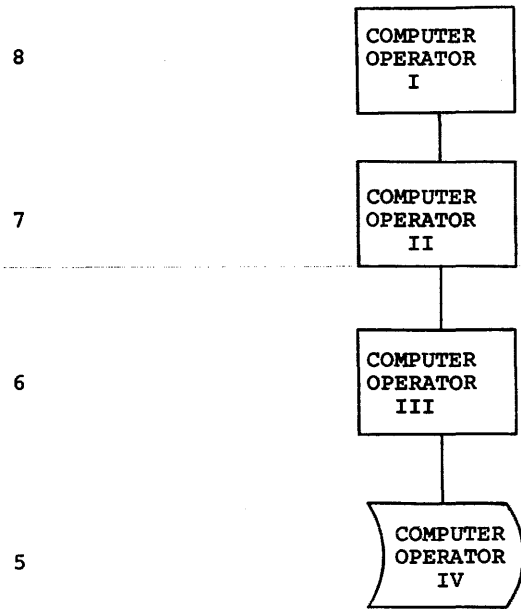 8
COMPUTER
OPERATOR
I
7
COMPUTER
OPERATOR
II
6
COMPUTER
OPERATOR
III
5
COMPUTER
OPERATOR
IV